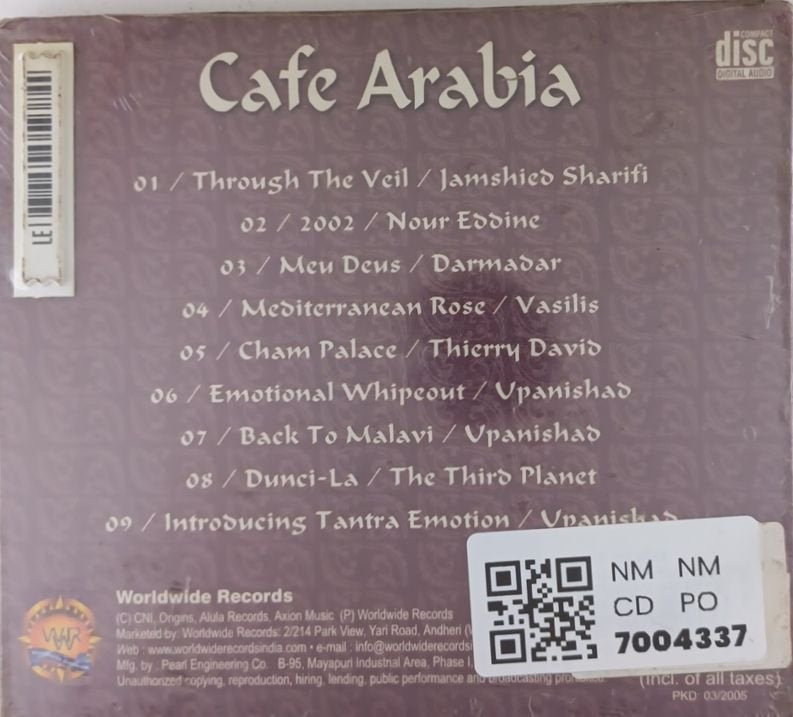 Cafe Arabia
COMPACT
disc
DIGITAL AUDIO
LE
01 / Through The Veil / Jamshied Sharifi
02 / 2002 / Nour Eddine
03 / Meu Deus / Darmadar
04 / Mediterranean Rose / Vasilis
05 / Cham Palace / Thierry David
06 / Emotional Whipeout / Upanishad
07 / Back To Malavi / Upanishad
08 / Dunci-La / The Third Planet
09 / Introducing Tantra Emotion / Upanishad
Worldwide Records
(C) CNI, Origins, Alula Records, Axion Music (P) Worldwide Records
Marketed by: Worldwide Records: 2/214 Park View, Yari Road, Andheri
Web : www.worldwiderecordsindia.com • e-mail : info@worldwiderecords
Mfg. by : Pearl Engineering Co. B-95, Mayapuri Industrial Area, Phase I,
Unauthorized copying, reproduction, hiring, lending, public performance and broadcasting prohibited.
(Incl. of all taxes)
PKD 03/2005
WWR
NM NM
CD PO
7004337